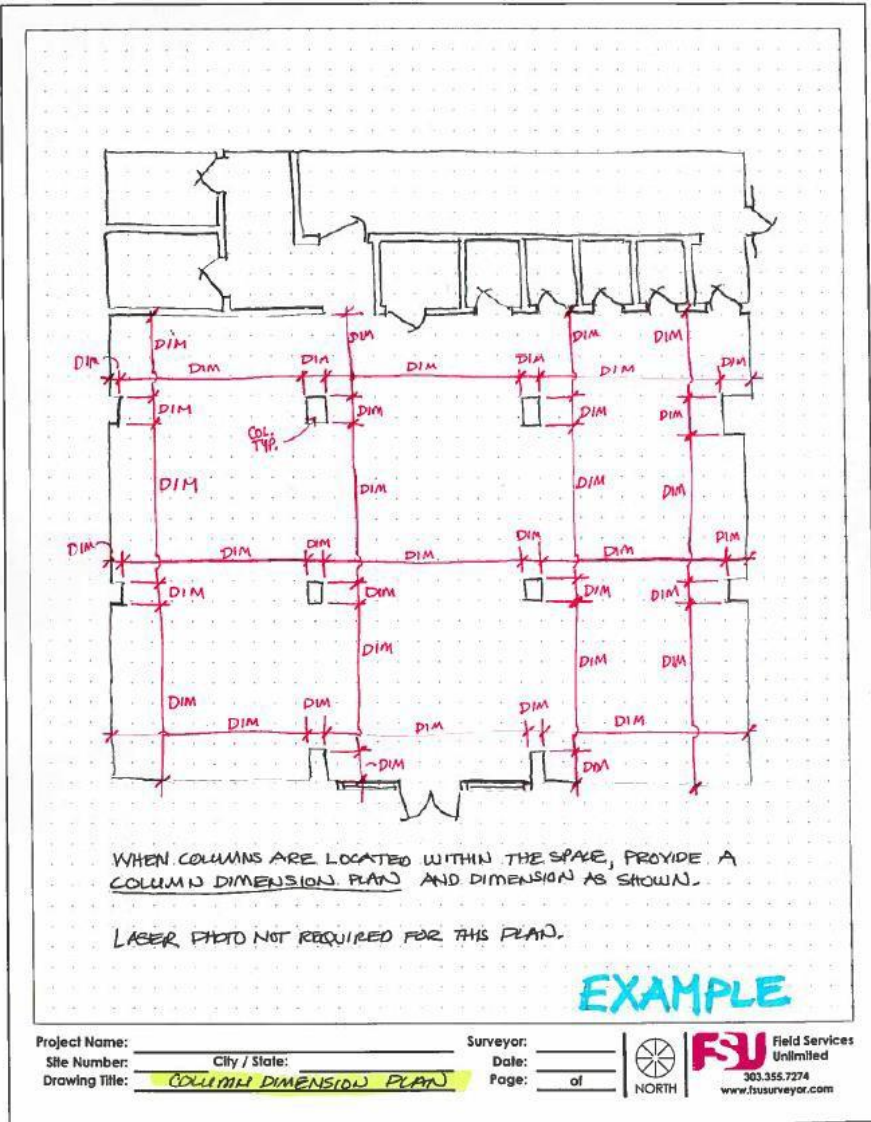 DIM DIM DIM DIM
DIM DIM DIM DIM DIM DIM DIM
DIM DIM DIM DIM
COL.
TYP.
DIM DIM DIM DIM
DIM DIM DIM DIM DIM DIM DIM
DIM DIM DIM DIM
DIM DIM DIM
DIM DIM DIM
DIM DIM DIM
DIM DIM
WHEN COLUMNS ARE LOCATED WITHIN THE SPACE, PROVIDE A
COLUMN DIMENSION PLAN AND DIMENSION AS SHOWN.
LASER PHOTO NOT REQUIRED FOR THIS PLAN.
EXAMPLE
Project Name:
Site Number: City / State:
Drawing Title: COLUMN DIMENSION PLAN
Surveyor:
Date:
Page: of
NORTH
FSU Field Services
Unlimited
303.355.7274
www.fsusurveyor.com